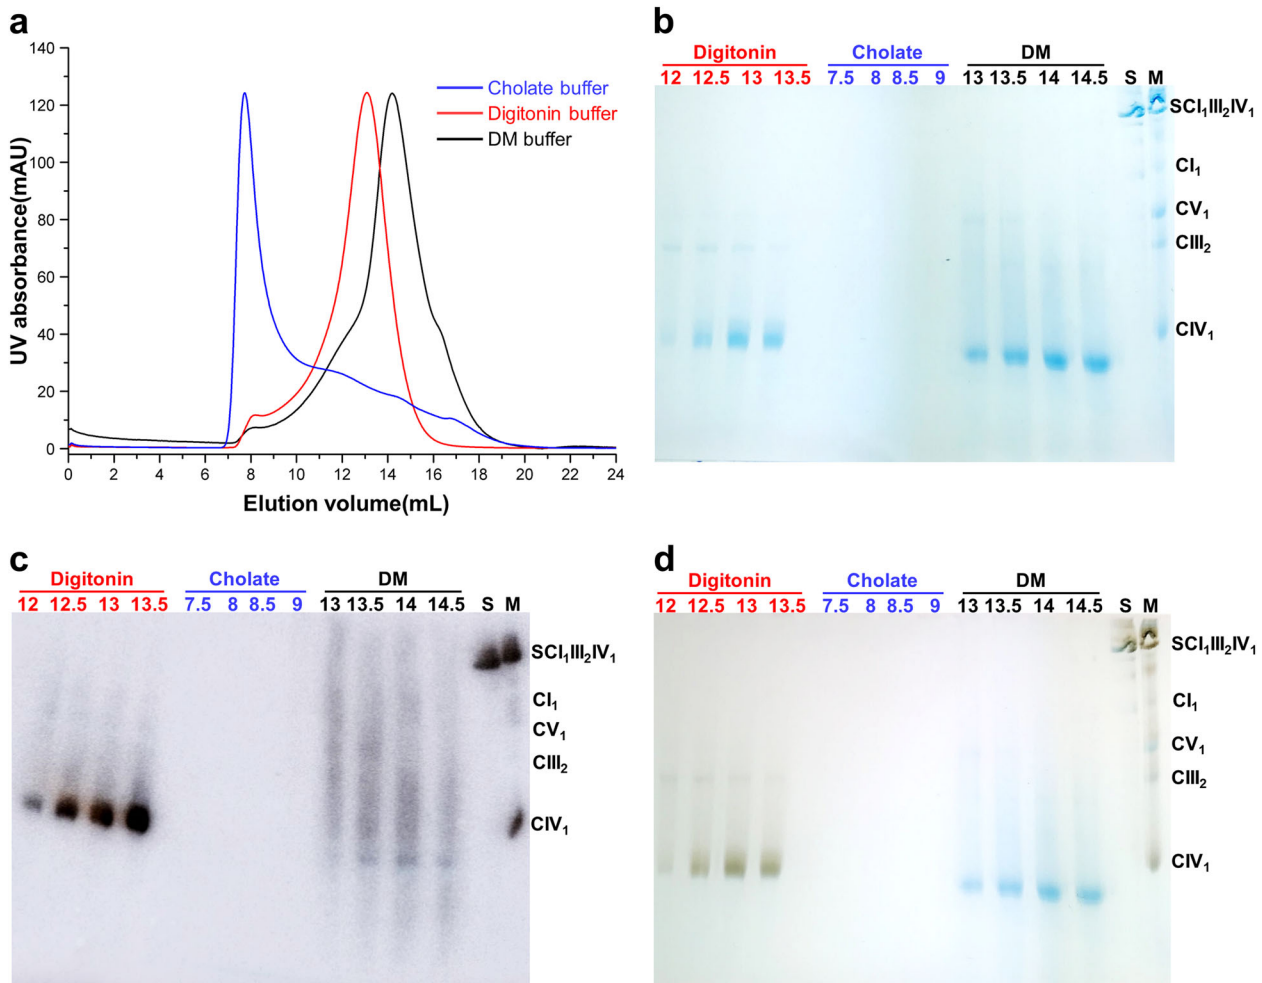 a
140
120
100
80
60
40
20
0
UV absorbance(mAU)
Cholate buffer
Digitonin buffer
DM buffer
0 2 4 6 8 10 12 14 16 18 20 22 24
Elution volume(mL)
b
Digitonin Cholate DM
12 12.5 13 13.5 7.5 8 8.5 9 13 13.5 14 14.5 S M
SCI₁III₂IV₁
CI₁
CV₁
CIII₂
CIV₁
c
Digitonin Cholate DM
12 12.5 13 13.5 7.5 8 8.5 9 13 13.5 14 14.5 S M
SCI₁III₂IV₁
CI₁
CV₁
CIII₂
CIV₁
d
Digitonin Cholate DM
12 12.5 13 13.5 7.5 8 8.5 9 13 13.5 14 14.5 S M
SCI₁III₂IV₁
CI₁
CV₁
CIII₂
CIV₁